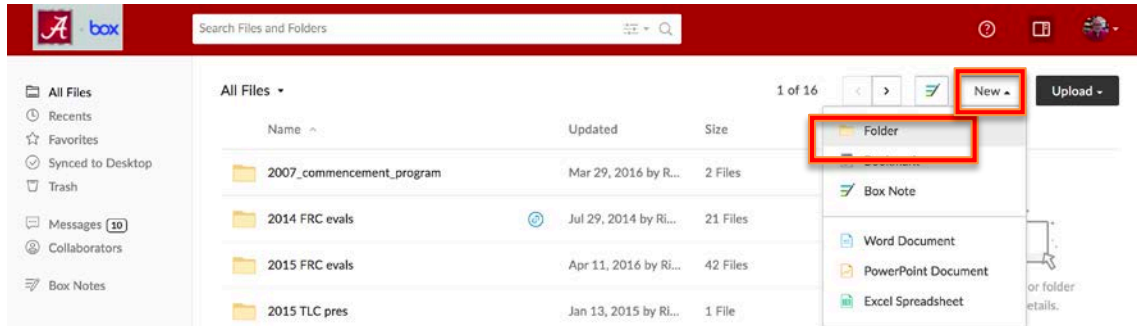 A box
Search Files and Folders
All Files
Recents
Favorites
Synced to Desktop
Trash
Messages 10
Collaborators
Box Notes
All Files
1 of 16
New
Upload
Name
Updated
Size
2007_commencement_program
Mar 29, 2016 by R...
2 Files
2014 FRC evals
Jul 29, 2014 by Ri...
21 Files
2015 FRC evals
Apr 11, 2016 by Ri...
42 Files
2015 TLC pres
Jan 13, 2015 by Ri...
1 File
Folder
Bookmark
Box Note
Word Document
PowerPoint Document
Excel Spreadsheet
or folder
etails.